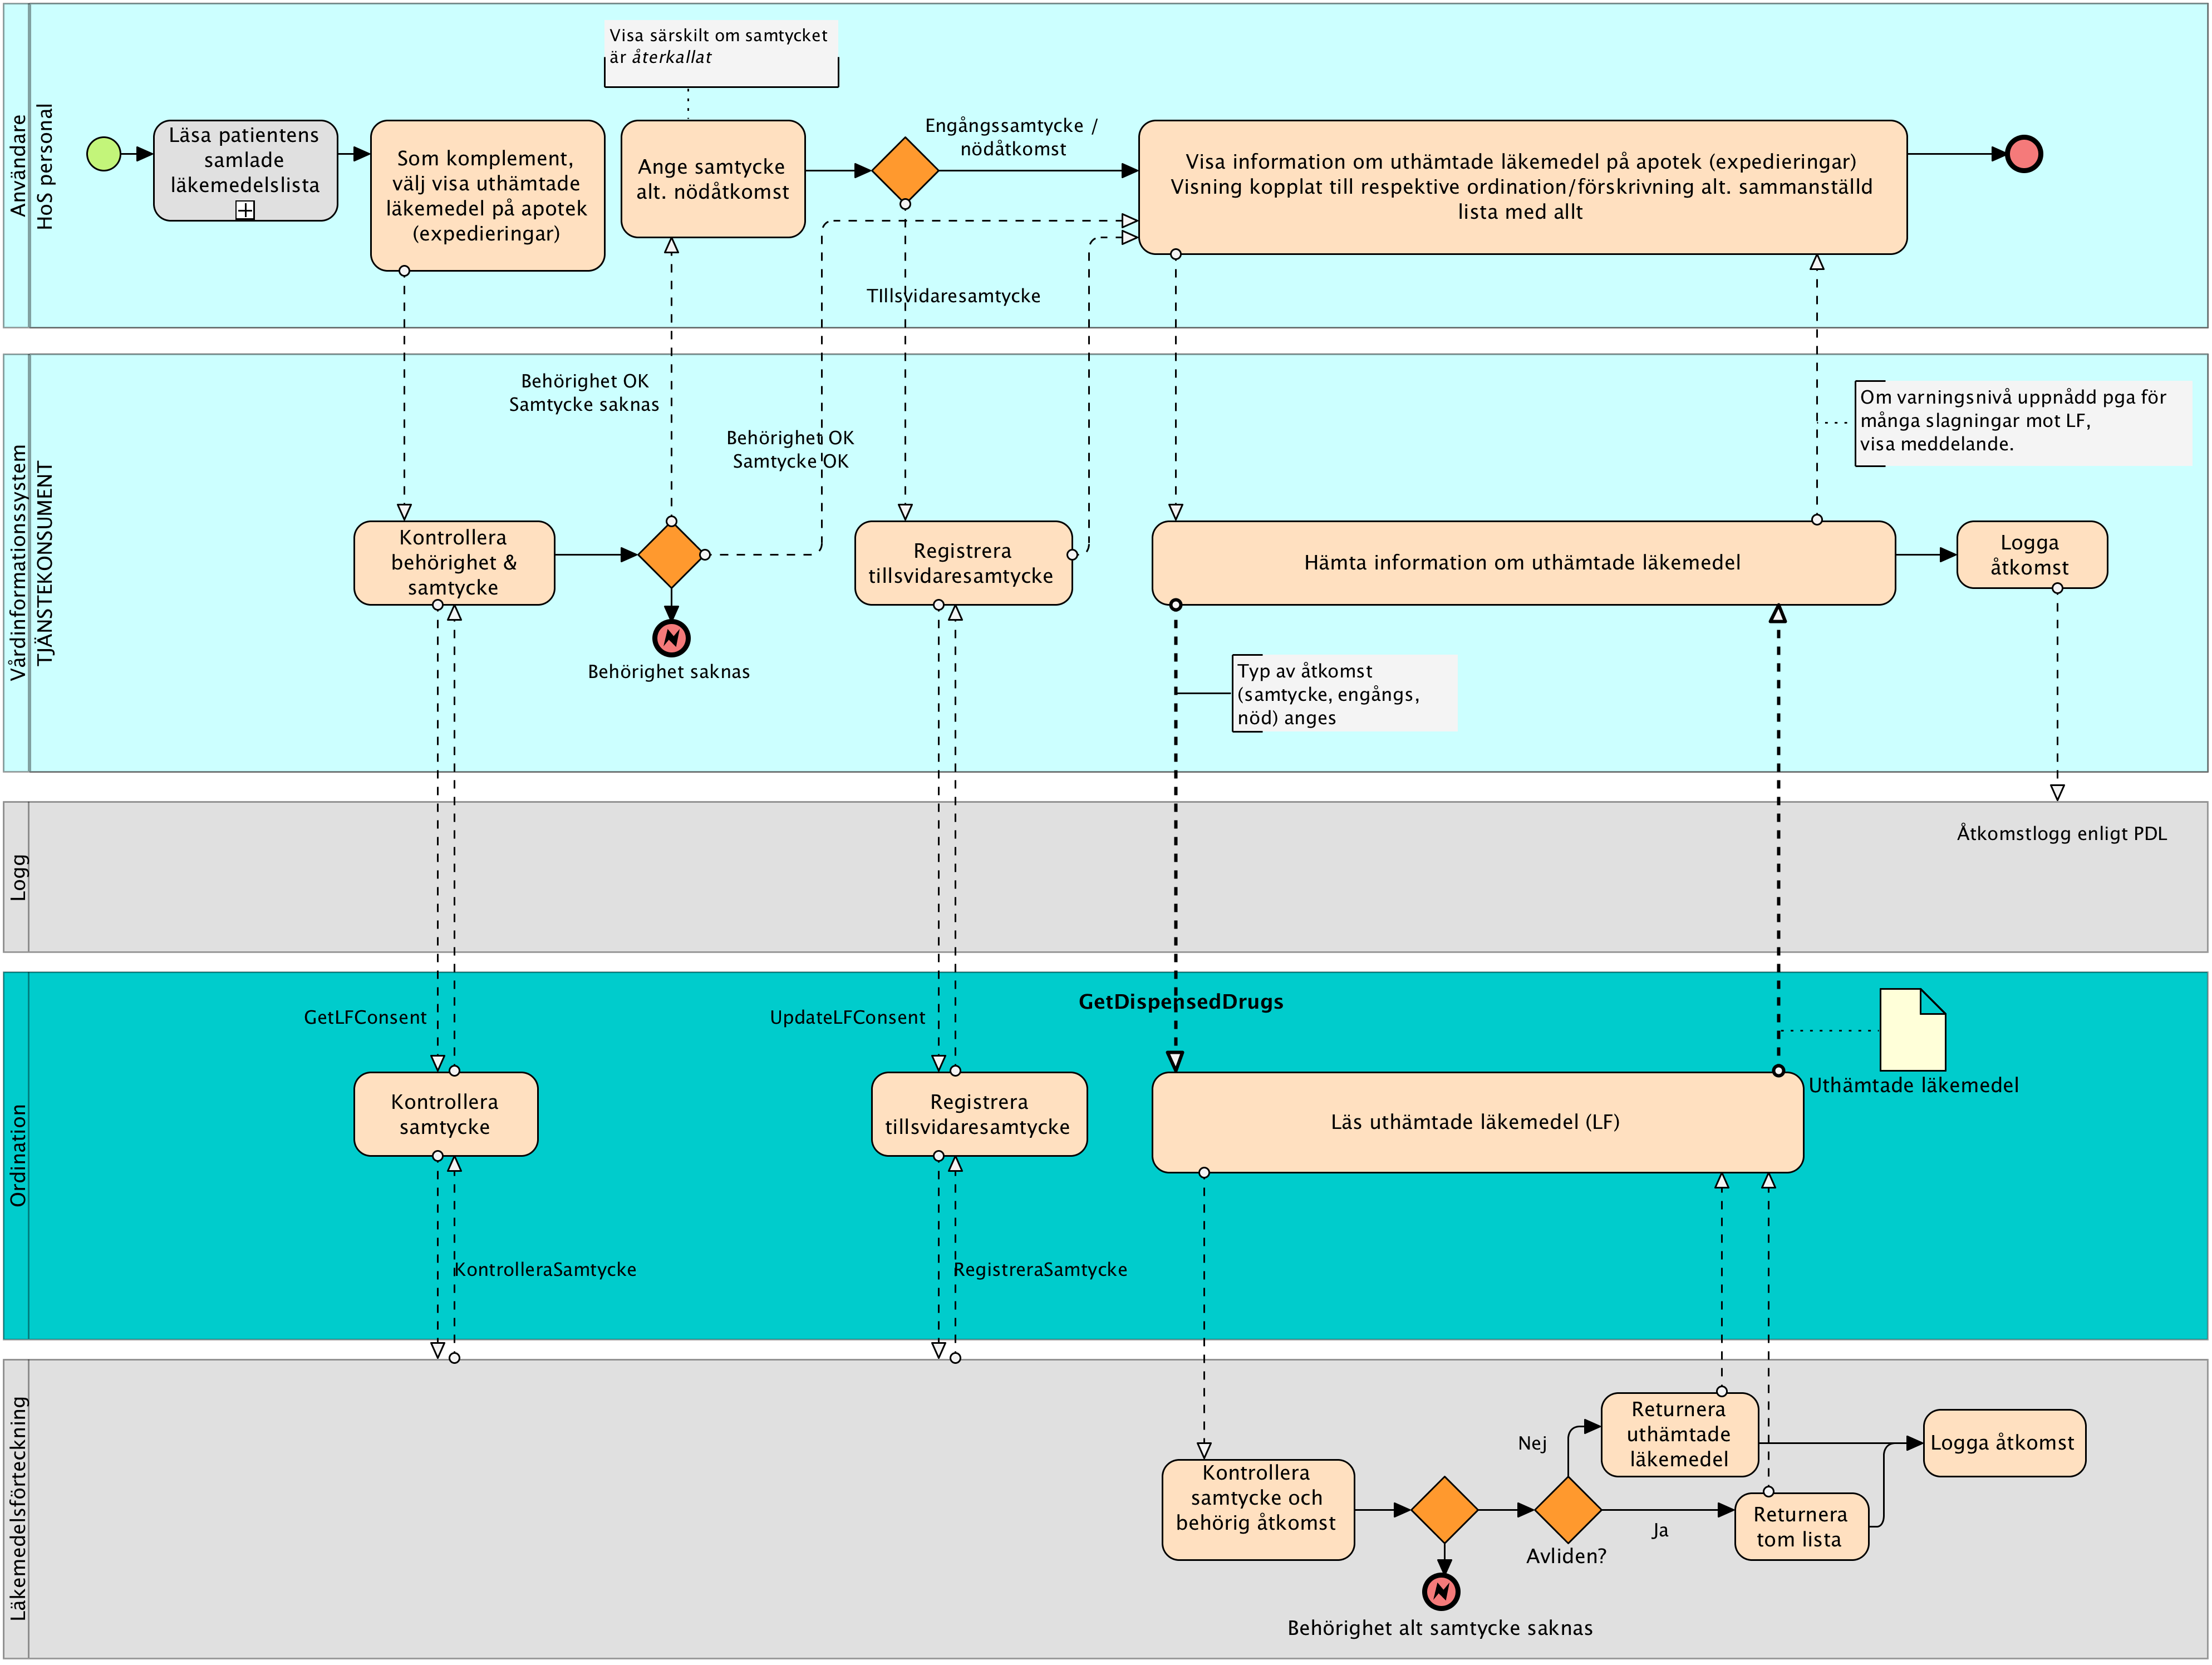 Användare
HoS personal
Visa särskilt om samtycket
är återkallat
Läsa patientens
samlade
läkemedelslista
Som komplement,
välj visa uthämtade
läkemedel på apotek
(expedieringar)
Ange samtycke
alt. nödåtkomst
Engångssamtycke /
nödåtkomst
Visa information om uthämtade läkemedel på apotek (expedieringar)
Visning kopplat till respektive ordination/förskrivning alt. sammanställd
lista med allt
TIllsvidaresamtycke
Vårdinformationssystem
TJÄNSTEKONSUMENT
Behörighet OK
Samtycke saknas
Behörighet OK
Samtycke OK
Om varningsnivå uppnådd pga för
många slagningar mot LF,
visa meddelande.
Kontrollera
behörighet &
samtycke
Registrera
tillsvidaresamtycke
Hämta information om uthämtade läkemedel
Logga
åtkomst
Behörighet saknas
Typ av åtkomst
(samtycke, engångs,
nöd) anges
Logg
Åtkomstlogg enligt PDL
Ordination
GetLFConsent
UpdateLFConsent
GetDispensedDrugs
Uthämtade läkemedel
Kontrollera
samtycke
Registrera
tillsvidaresamtycke
Läs uthämtade läkemedel (LF)
KontrolleraSamtycke
RegistreraSamtycke
Läkemedelsförteckning
Kontrollera
samtycke och
behörig åtkomst
Nej
Returnera
uthämtade
läkemedel
Logga åtkomst
Ja
Returnera
tom lista
Avliden?
Behörighet alt samtycke saknas